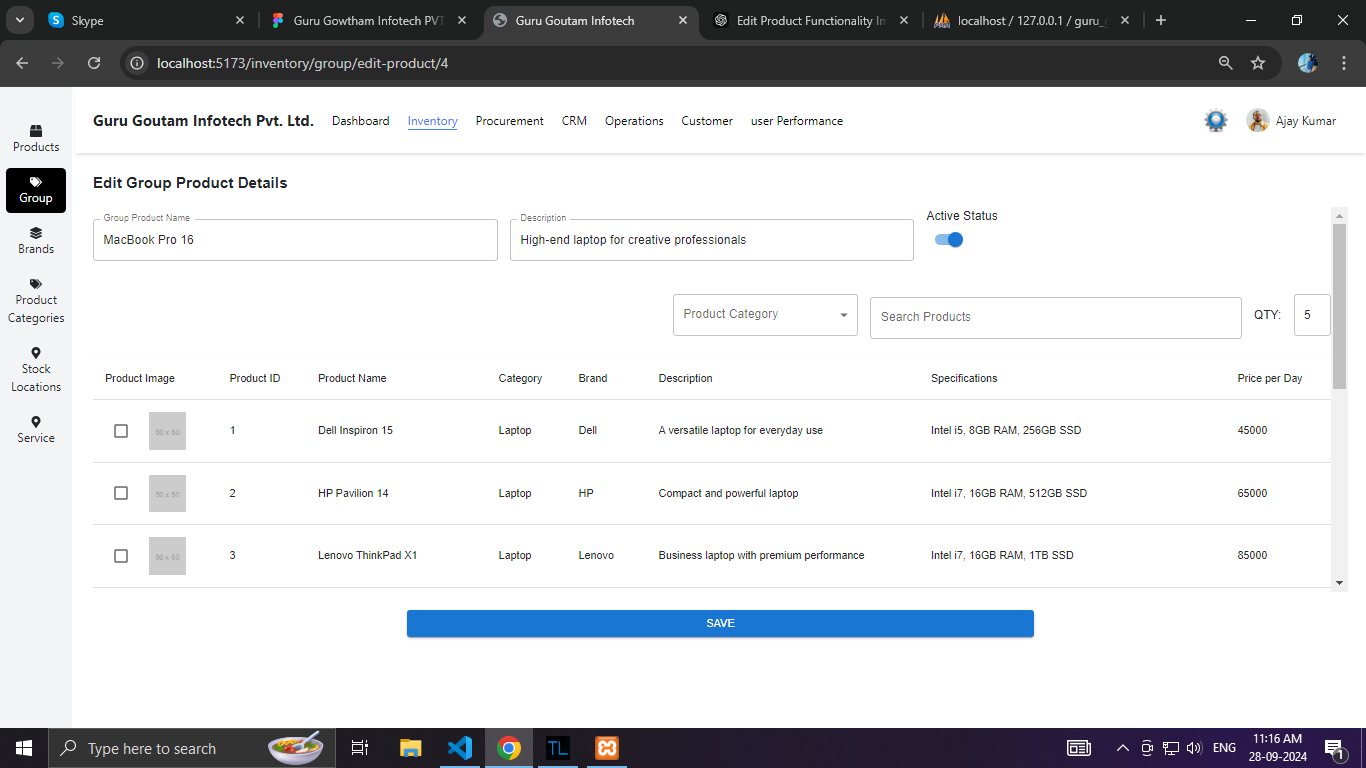 Skype
Guru Gowtham Infotech PVT
Guru Goutam Infotech
Edit Product Functionality Im
localhost / 127.0.0.1 / guru_g
localhost:5173/inventory/group/edit-product/4
Guru Goutam Infotech Pvt. Ltd.
Dashboard
Inventory
Procurement
CRM
Operations
Customer
user Performance
Ajay Kumar
Products
Group
Brands
Product
Categories
Stock
Locations
Service
Edit Group Product Details
Group Product Name
MacBook Pro 16
Description
High-end laptop for creative professionals
Active Status
Product Category
Search Products
QTY:
5
Product Image Product ID Product Name Category Brand Description Specifications Price per Day
50 x 50 1 Dell Inspiron 15 Laptop Dell A versatile laptop for everyday use Intel i5, 8GB RAM, 256GB SSD 45000
50 x 50 2 HP Pavilion 14 Laptop HP Compact and powerful laptop Intel i7, 16GB RAM, 512GB SSD 65000
50 x 50 3 Lenovo ThinkPad X1 Laptop Lenovo Business laptop with premium performance Intel i7, 16GB RAM, 1TB SSD 85000
SAVE
Type here to search
TL
ENG
11:16 AM
28-09-2024
1